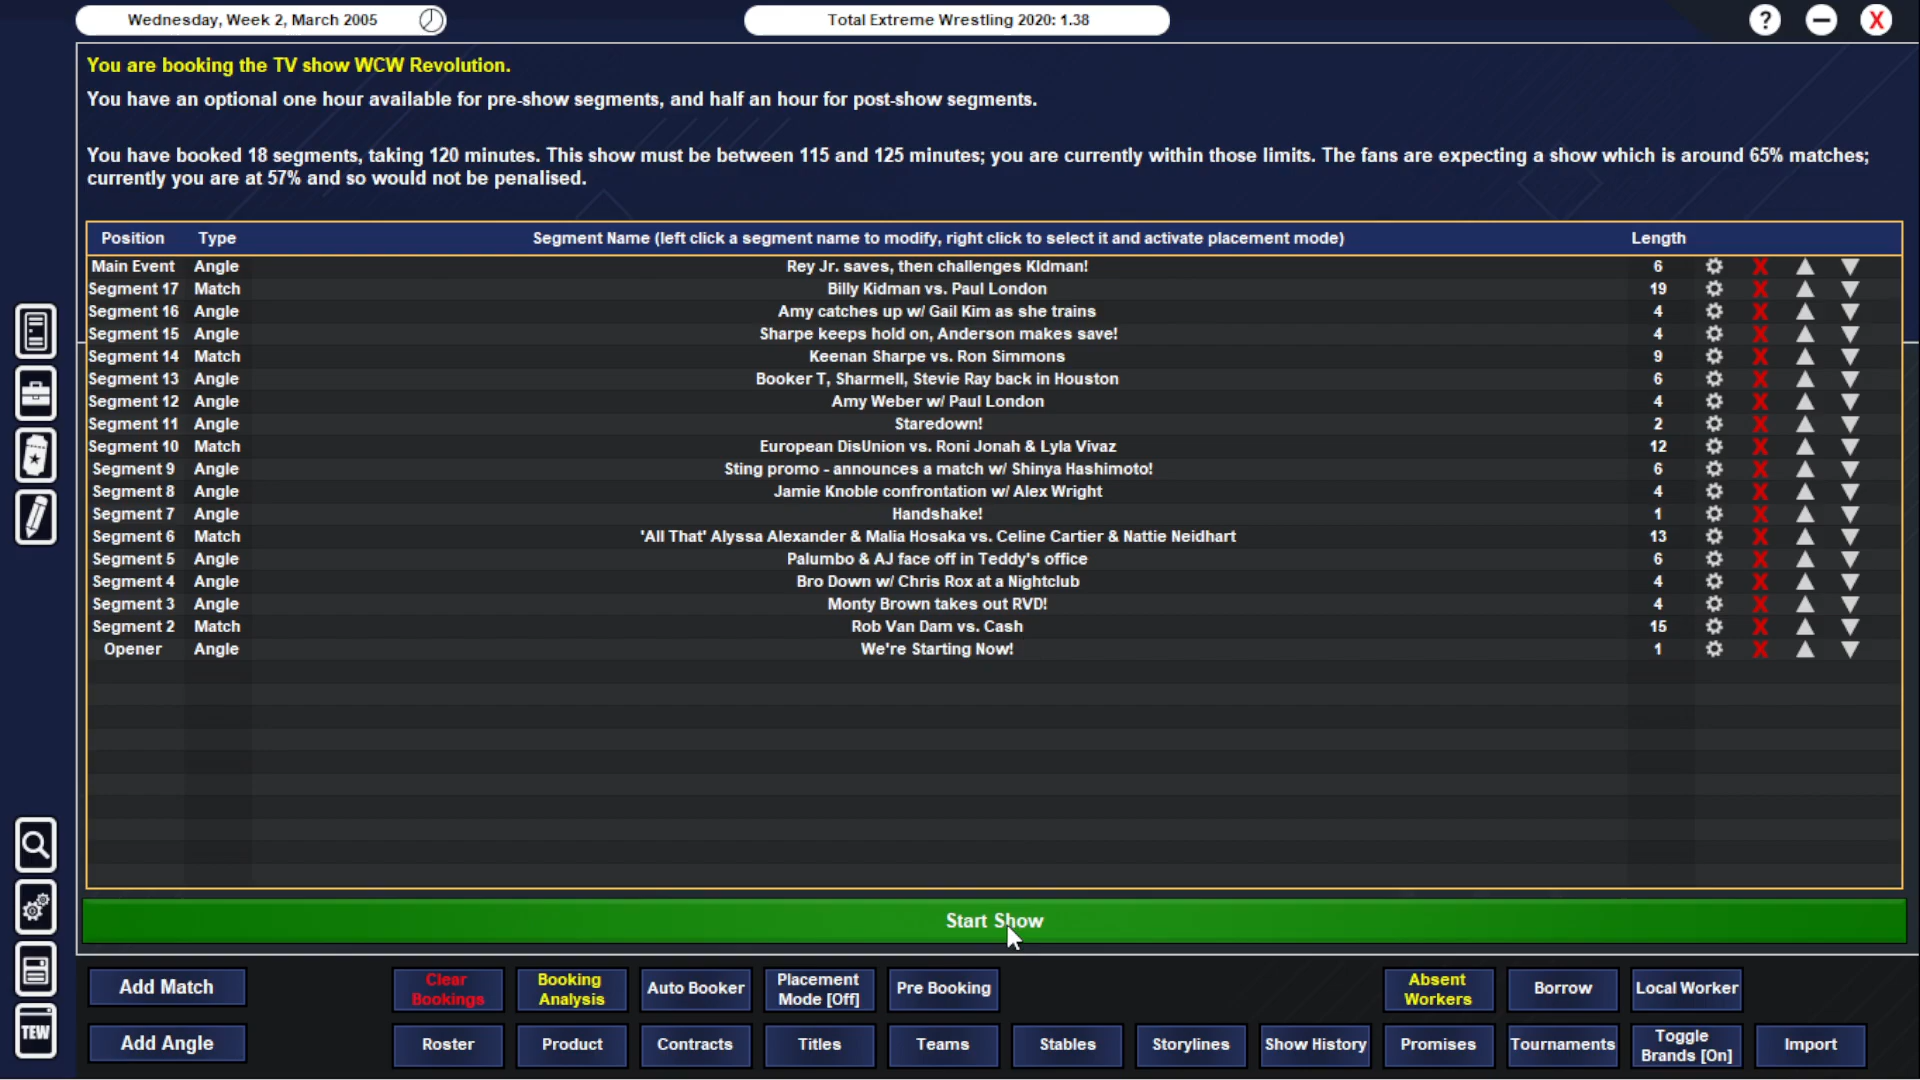 Wednesday, Week 2, March 2005
Total Extreme Wrestling 2020: 1.38
?
X
You are booking the TV show WCW Revolution.
You have an optional one hour available for pre-show segments, and half an hour for post-show segments.
You have booked 18 segments, taking 120 minutes. This show must be between 115 and 125 minutes; you are currently within those limits. The fans are expecting a show which is around 65% matches;
currently you are at 57% and so would not be penalised.
Position Type Segment Name (left click a segment name to modify, right click to select it and activate placement mode) Length
Main Event Angle Rey Jr. saves, then challenges KIdman! 6 X
Segment 17 Match Billy Kidman vs. Paul London 19 X
Segment 16 Angle Amy catches up w/ Gail Kim as she trains 4 X
Segment 15 Angle Sharpe keeps hold on, Anderson makes save! 4 X
Segment 14 Match Keenan Sharpe vs. Ron Simmons 9 X
Segment 13 Angle Booker T, Sharmell, Stevie Ray back in Houston 6 X
Segment 12 Angle Amy Weber w/ Paul London 4 X
Segment 11 Angle Staredown! 2 X
Segment 10 Match European DisUnion vs. Roni Jonah & Lyla Vivaz 12 X
Segment 9 Angle Sting promo - announces a match w/ Shinya Hashimoto! 6 X
Segment 8 Angle Jamie Knoble confrontation w/ Alex Wright 4 X
Segment 7 Angle Handshake! 1 X
Segment 6 Match 'All That' Alyssa Alexander & Malia Hosaka vs. Celine Cartier & Nattie Neidhart 13 X
Segment 5 Angle Palumbo & AJ face off in Teddy's office 6 X
Segment 4 Angle Bro Down w/ Chris Rox at a Nightclub 4 X
Segment 3 Angle Monty Brown takes out RVD! 4 X
Segment 2 Match Rob Van Dam vs. Cash 15 X
Opener Angle We're Starting Now! 1 X
Start Show
Add Match
Clear Bookings
Booking Analysis
Auto Booker
Placement Mode [Off]
Pre Booking
Absent Workers
Borrow
Local Worker
TEW
Add Angle
Roster
Product
Contracts
Titles
Teams
Stables
Storylines
Show History
Promises
Tournaments
Toggle Brands [On]
Import